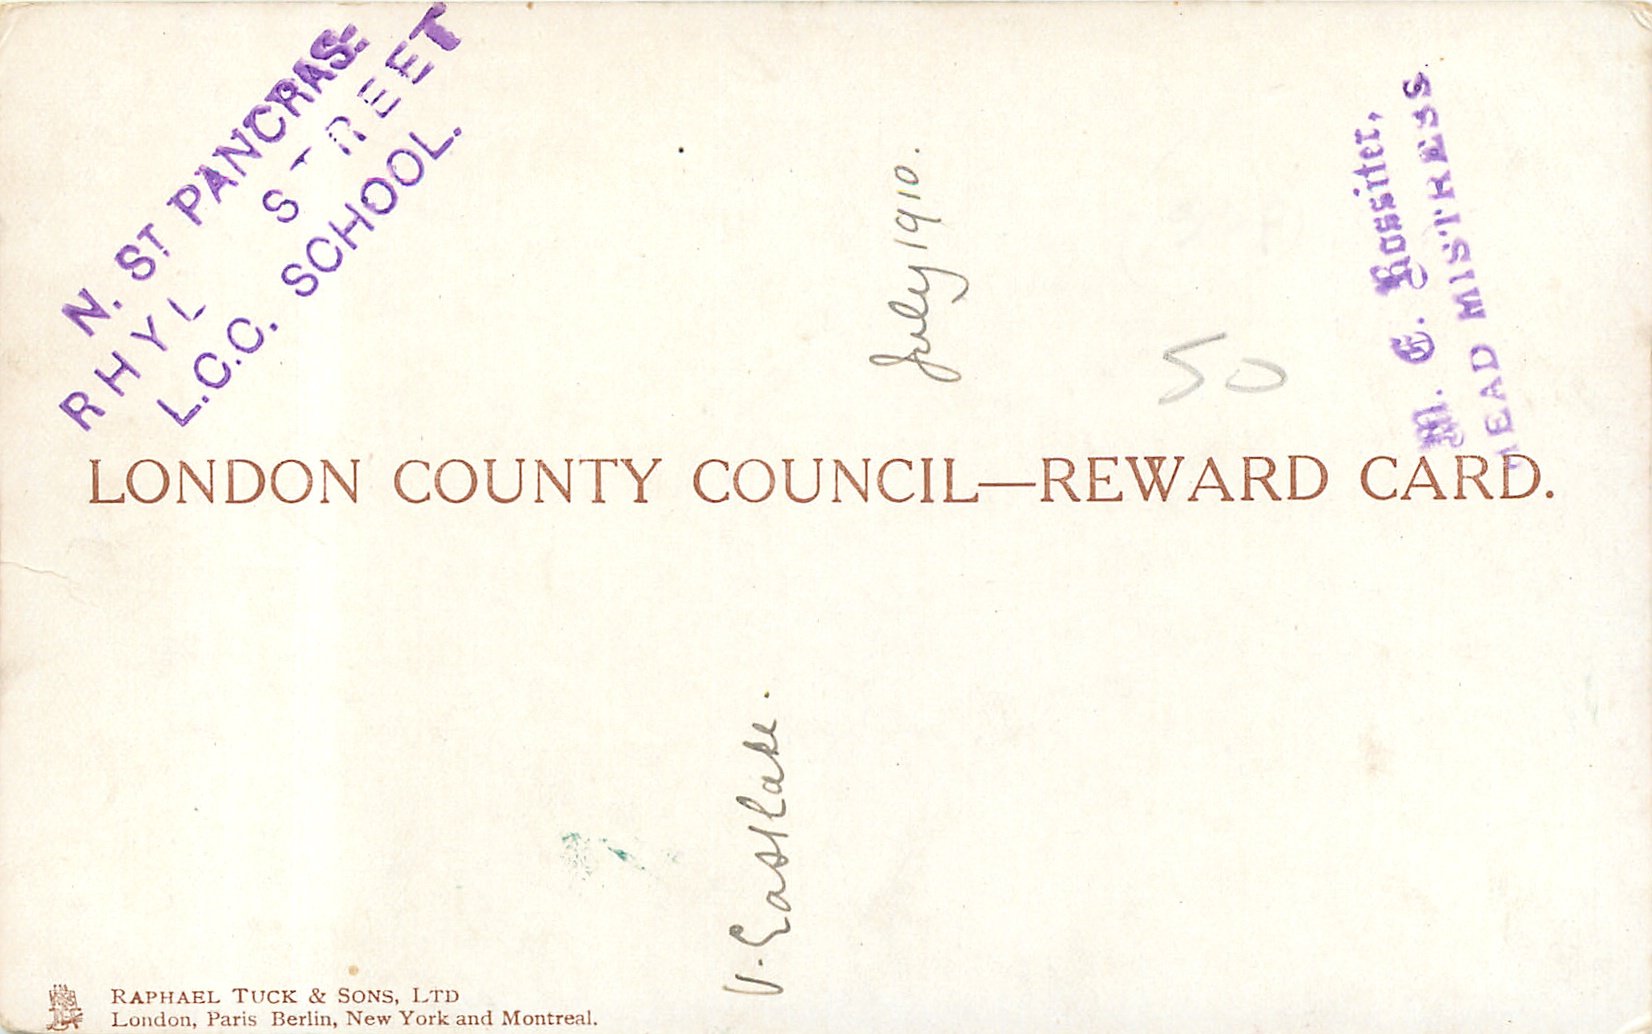 N. ST PANCRAS.
RHYL STREET
L.C.C. SCHOOL.
July 1910.
50
M. E. Rossiter,
HEAD MISTRESS
LONDON COUNTY COUNCIL—REWARD CARD.
V. Eastlake.
RAPHAEL TUCK & SONS, LTD
London, Paris Berlin, New York and Montreal.